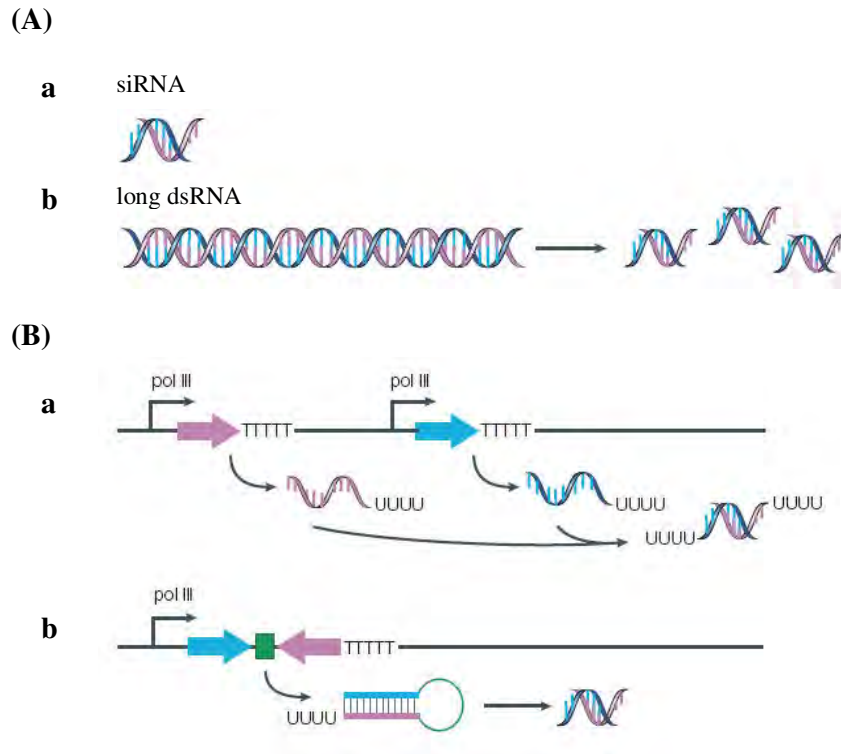 (A)
a siRNA
b long dsRNA
(B)
pol III pol III
a TTTTT TTTTT
UUUU UUUU UUUU UUUU
pol III
b TTTTT
UUUU